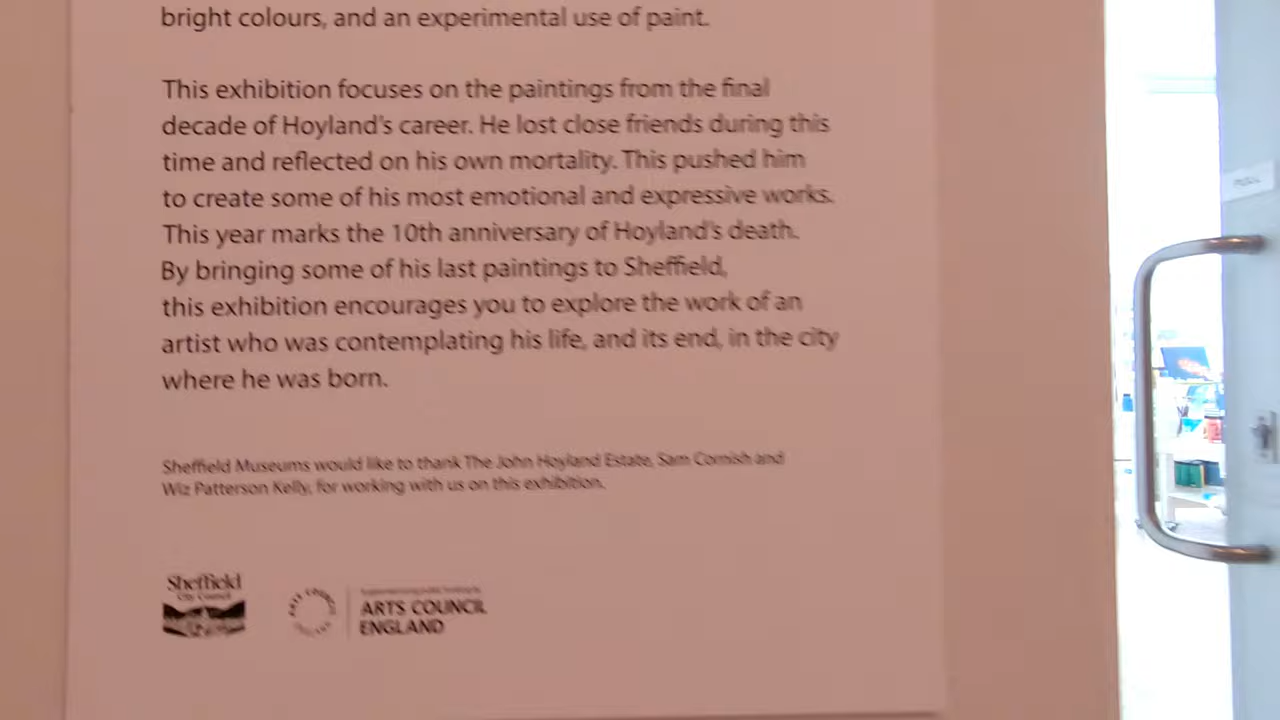 bright colours, and an experimental use of paint.
This exhibition focuses on the paintings from the final
decade of Hoyland's career. He lost close friends during this
time and reflected on his own mortality. This pushed him
to create some of his most emotional and expressive works.
This year marks the 10th anniversary of Hoyland's death.
By bringing some of his last paintings to Sheffield,
this exhibition encourages you to explore the work of an
artist who was contemplating his life, and its end, in the city
where he was born.
Sheffield Museums would like to thank The John Hoyland Estate, Sam Cornish and
Wiz Patterson Kelly, for working with us on this exhibition.
Sheffield
City Council
ARTS COUNCIL
ENGLAND